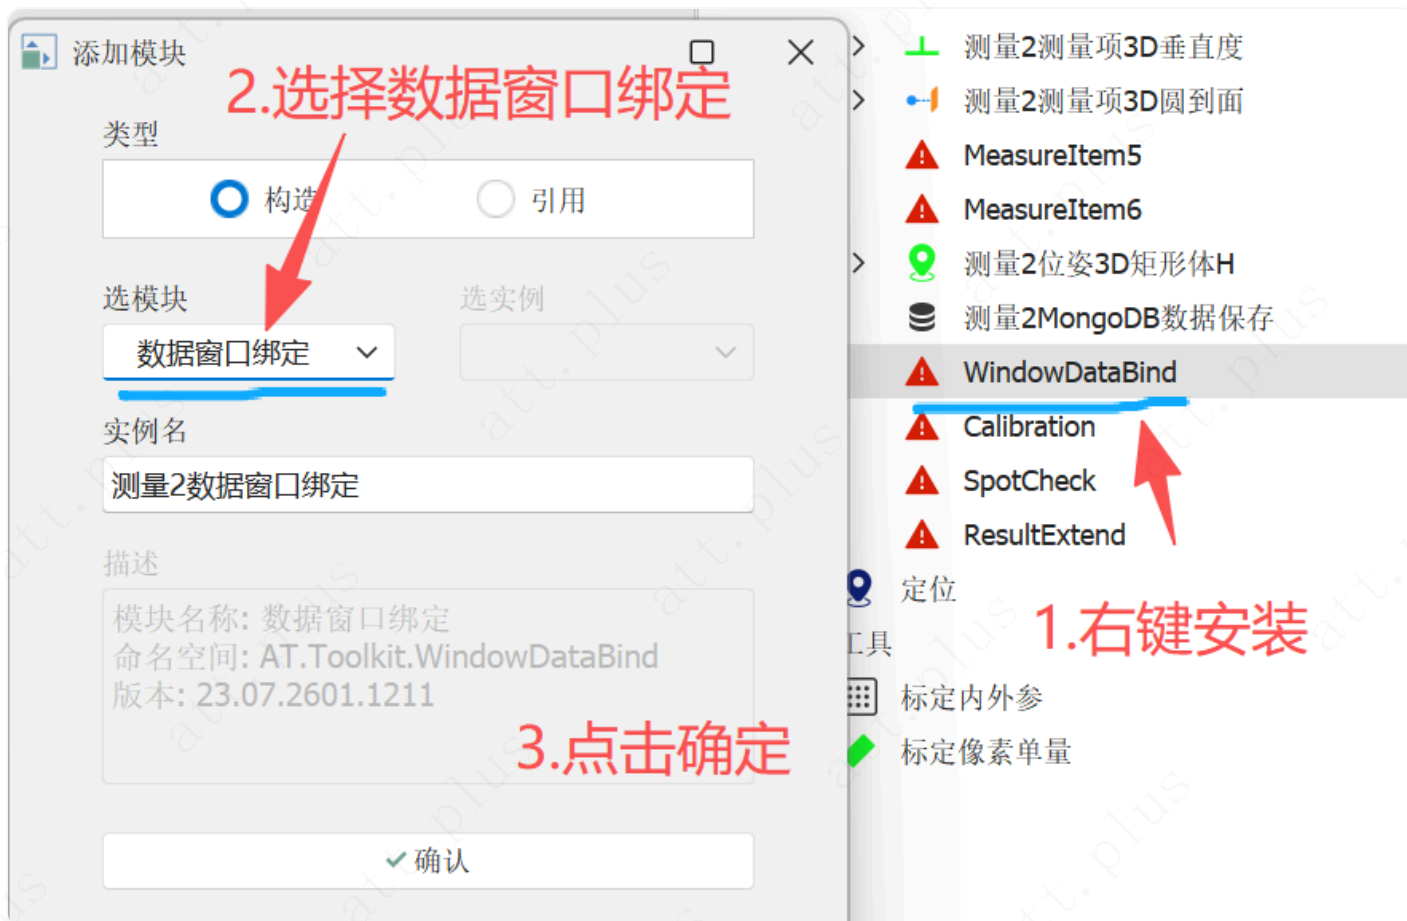 添加模块
2.选择数据窗口绑定
类型
构造
引用
选模块
选实例
数据窗口绑定
实例名
测量2数据窗口绑定
描述
模块名称: 数据窗口绑定
命名空间: AT.Toolkit.WindowDataBind
版本: 23.07.2601.1211
3.点击确定
确认
测量2测量项3D垂直度
测量2测量项3D圆到面
MeasureItem5
MeasureItem6
测量2位姿3D矩形体H
测量2MongoDB数据保存
WindowDataBind
Calibration
SpotCheck
ResultExtend
定位
1.右键安装
工具
标定内外参
标定像素单量
att.plus